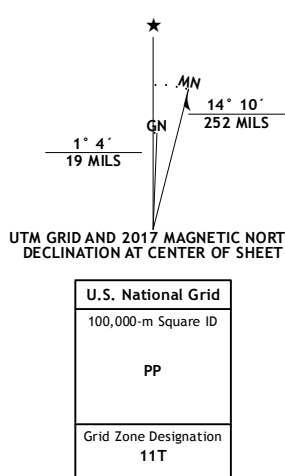 MN
GN
14° 10´
252 MILS
1° 4´
19 MILS
UTM GRID AND 2017 MAGNETIC NORT
DECLINATION AT CENTER OF SHEET
U.S. National Grid
100,000-m Square ID
PP
Grid Zone Designation
11T